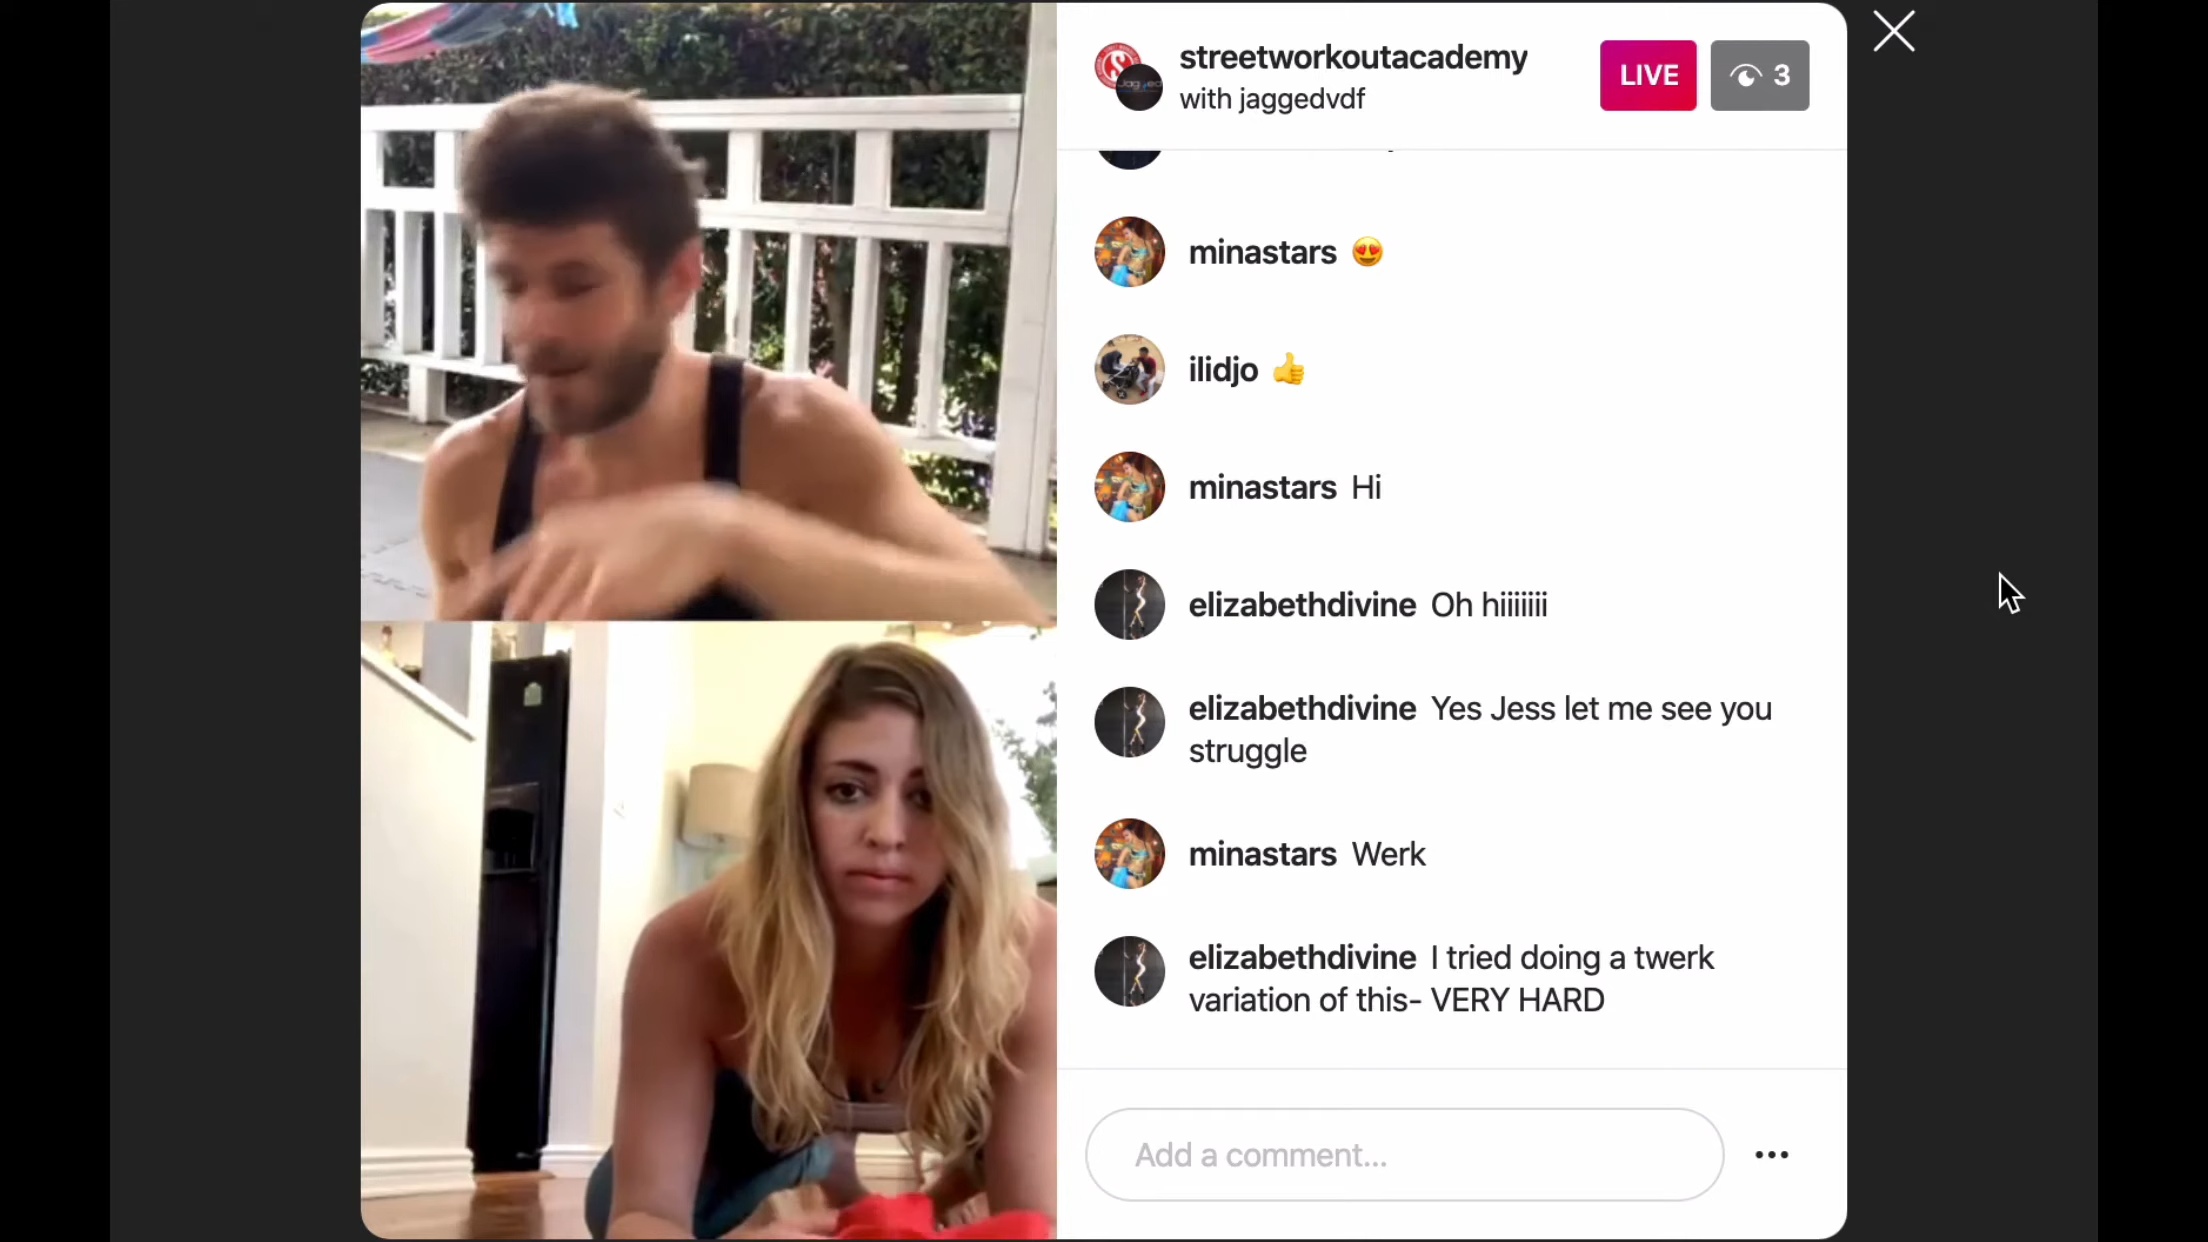 streetworkoutacademy
with jaggedvdf
LIVE
3
minastars 😍
ilidjo 👍
minastars Hi
elizabethdivine Oh hiiiiiii
elizabethdivine Yes Jess let me see you
struggle
minastars Werk
elizabethdivine I tried doing a twerk
variation of this- VERY HARD
Add a comment...